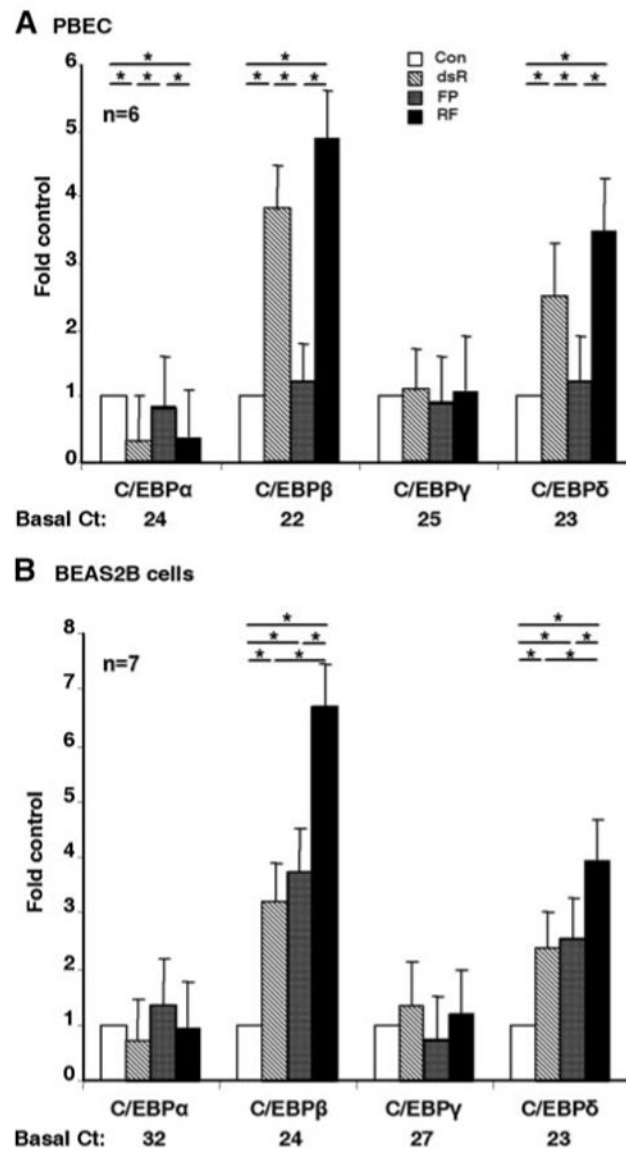 A PBEC
6
5
4
3
2
1
0
Fold control
n=6
* * *
*
* * *
*
* * *
*
Con
dsR
FP
RF
C/EBPα C/EBPβ C/EBPγ C/EBPδ
Basal Ct: 24 22 25 23
B BEAS2B cells
8
7
6
5
4
3
2
1
0
Fold control
n=7
*
* *
* *
*
* *
* *
C/EBPα C/EBPβ C/EBPγ C/EBPδ
Basal Ct: 32 24 27 23